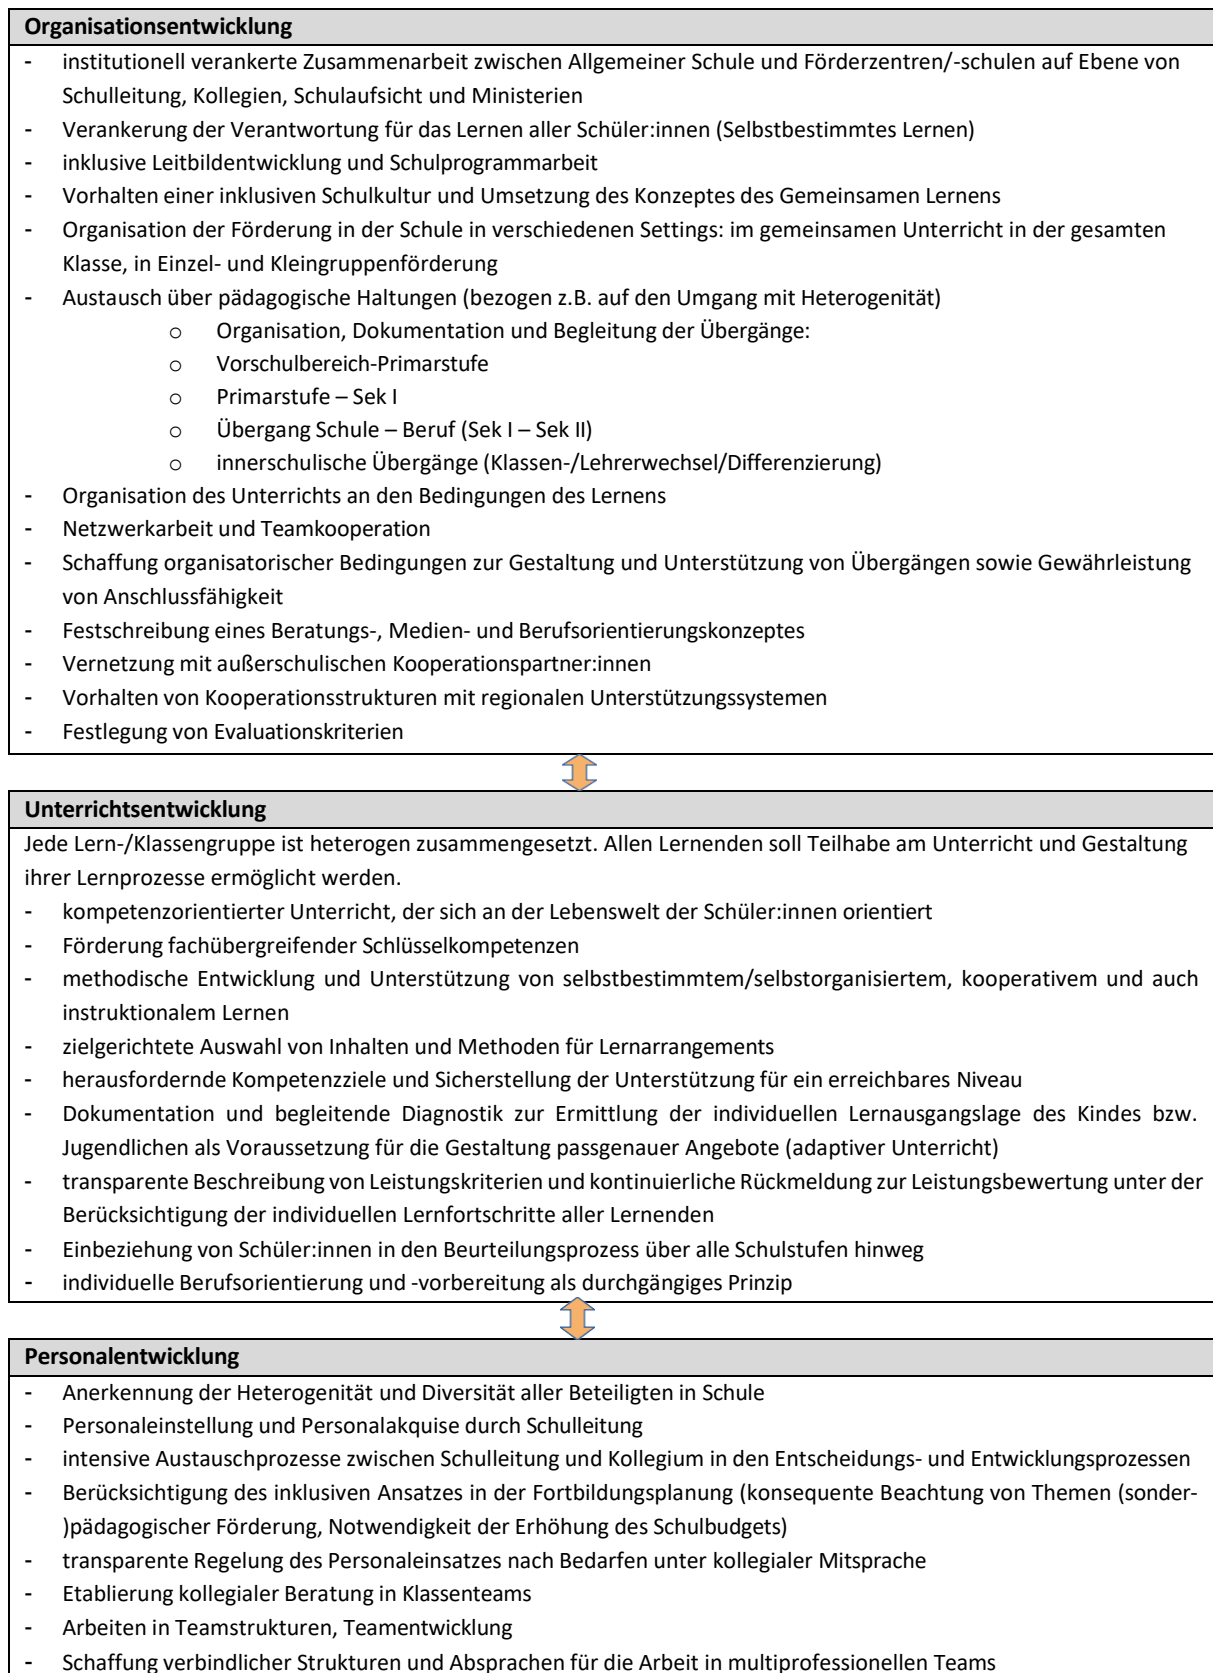 Organisationsentwicklung
- institutionell verankerte Zusammenarbeit zwischen Allgemeiner Schule und Förderzentren/-schulen auf Ebene von
Schulleitung, Kollegien, Schulaufsicht und Ministerien
- Verankerung der Verantwortung für das Lernen aller Schüler:innen (Selbstbestimmtes Lernen)
- inklusive Leitbildentwicklung und Schulprogrammarbeit
- Vorhalten einer inklusiven Schulkultur und Umsetzung des Konzeptes des Gemeinsamen Lernens
- Organisation der Förderung in der Schule in verschiedenen Settings: im gemeinsamen Unterricht in der gesamten
Klasse, in Einzel- und Kleingruppenförderung
- Austausch über pädagogische Haltungen (bezogen z.B. auf den Umgang mit Heterogenität)
o Organisation, Dokumentation und Begleitung der Übergänge:
o Vorschulbereich-Primarstufe
o Primarstufe – Sek I
o Übergang Schule – Beruf (Sek I – Sek II)
o innerschulische Übergänge (Klassen-/Lehrerwechsel/Differenzierung)
- Organisation des Unterrichts an den Bedingungen des Lernens
- Netzwerkarbeit und Teamkooperation
- Schaffung organisatorischer Bedingungen zur Gestaltung und Unterstützung von Übergängen sowie Gewährleistung
von Anschlussfähigkeit
- Festschreibung eines Beratungs-, Medien- und Berufsorientierungskonzeptes
- Vernetzung mit außerschulischen Kooperationspartner:innen
- Vorhalten von Kooperationsstrukturen mit regionalen Unterstützungssystemen
- Festlegung von Evaluationskriterien
Unterrichtsentwicklung
Jede Lern-/Klassengruppe ist heterogen zusammengesetzt. Allen Lernenden soll Teilhabe am Unterricht und Gestaltung
ihrer Lernprozesse ermöglicht werden.
- kompetenzorientierter Unterricht, der sich an der Lebenswelt der Schüler:innen orientiert
- Förderung fachübergreifender Schlüsselkompetenzen
- methodische Entwicklung und Unterstützung von selbstbestimmtem/selbstorganisiertem, kooperativem und auch
instruktionalem Lernen
- zielgerichtete Auswahl von Inhalten und Methoden für Lernarrangements
- herausfordernde Kompetenzziele und Sicherstellung der Unterstützung für ein erreichbares Niveau
- Dokumentation und begleitende Diagnostik zur Ermittlung der individuellen Lernausgangslage des Kindes bzw.
Jugendlichen als Voraussetzung für die Gestaltung passgenauer Angebote (adaptiver Unterricht)
- transparente Beschreibung von Leistungskriterien und kontinuierliche Rückmeldung zur Leistungsbewertung unter der
Berücksichtigung der individuellen Lernfortschritte aller Lernenden
- Einbeziehung von Schüler:innen in den Beurteilungsprozess über alle Schulstufen hinweg
- individuelle Berufsorientierung und -vorbereitung als durchgängiges Prinzip
Personalentwicklung
- Anerkennung der Heterogenität und Diversität aller Beteiligten in Schule
- Personaleinstellung und Personalakquise durch Schulleitung
- intensive Austauschprozesse zwischen Schulleitung und Kollegium in den Entscheidungs- und Entwicklungsprozessen
- Berücksichtigung des inklusiven Ansatzes in der Fortbildungsplanung (konsequente Beachtung von Themen (sonder-
)pädagogischer Förderung, Notwendigkeit der Erhöhung des Schulbudgets)
- transparente Regelung des Personaleinsatzes nach Bedarfen unter kollegialer Mitsprache
- Etablierung kollegialer Beratung in Klassenteams
- Arbeiten in Teamstrukturen, Teamentwicklung
- Schaffung verbindlicher Strukturen und Absprachen für die Arbeit in multiprofessionellen Teams